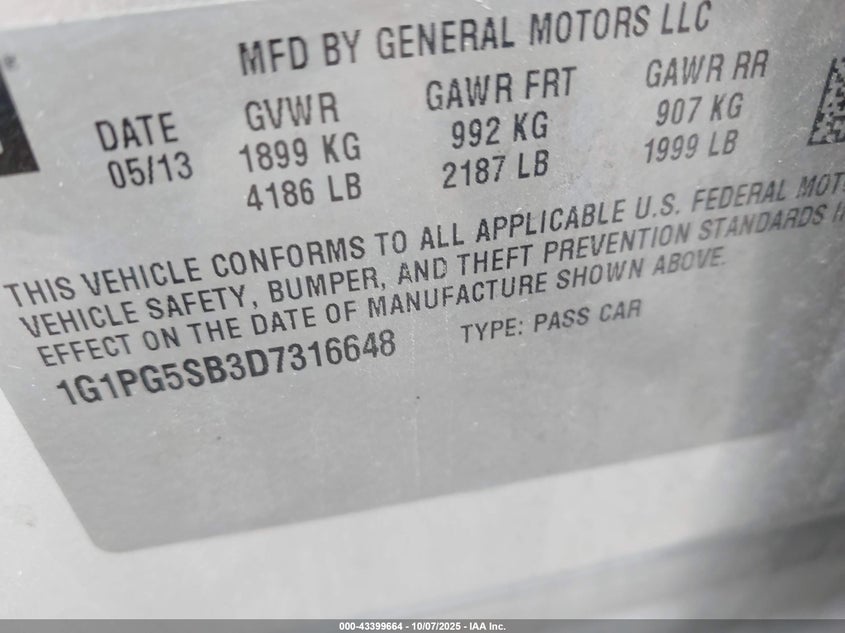 MFD BY GENERAL MOTORS LLC
DATE GVWR GAWR FRT GAWR RR
05/13 1899 KG 992 KG 907 KG
4186 LB 2187 LB 1999 LB
THIS VEHICLE CONFORMS TO ALL APPLICABLE U.S. FEDERAL MOT
VEHICLE SAFETY, BUMPER, AND THEFT PREVENTION STANDARDS I
EFFECT ON THE DATE OF MANUFACTURE SHOWN ABOVE.
1G1PG5SB3D7316648 TYPE: PASS CAR
000-43399664 - 10/07/2025 - IAA Inc.